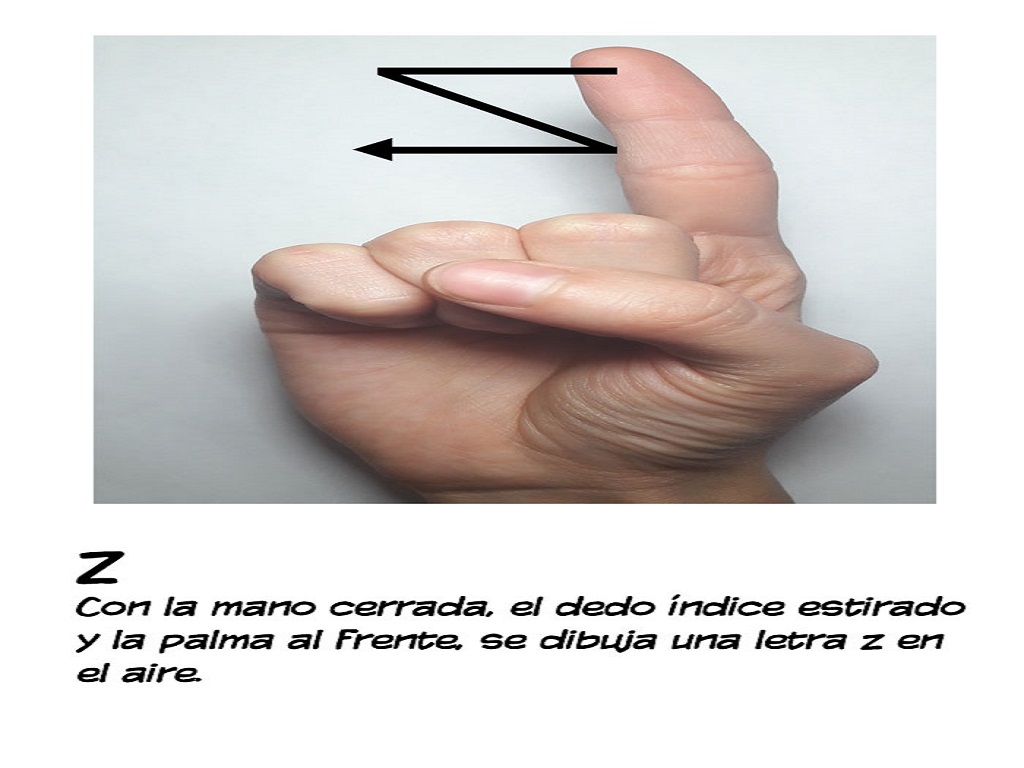 Z
Con la mano cerrada, el dedo índice estirado
y la palma al frente, se dibuja una letra z en
el aire.